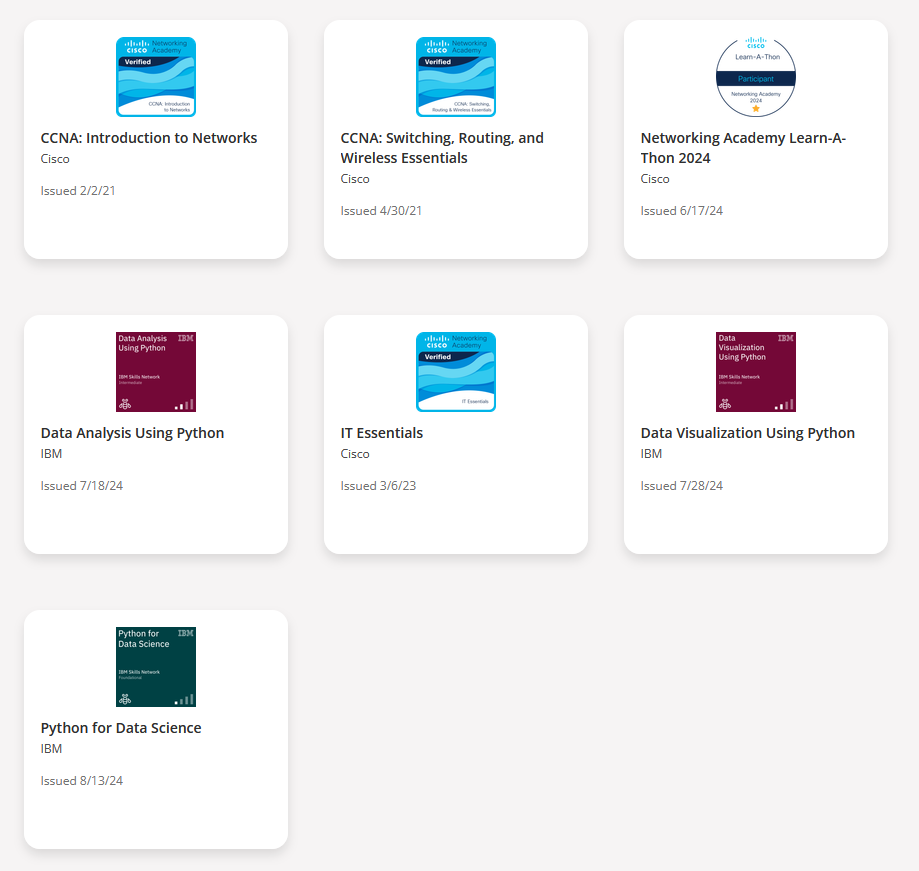 CISCO
Networking
Academy
Verified
CCNA: Introduction
to Networks
CCNA: Introduction to Networks
Cisco
Issued 2/2/21
CISCO
Networking
Academy
Verified
CCNA: Switching,
Routing & Wireless Essentials
CCNA: Switching, Routing, and
Wireless Essentials
Cisco
Issued 4/30/21
CISCO
Learn-A-Thon
Participant
Networking Academy
2024
Networking Academy Learn-A-
Thon 2024
Cisco
Issued 6/17/24
Data Analysis
Using Python
IBM
IBM Skills Network
Intermediate
Data Analysis Using Python
IBM
Issued 7/18/24
CISCO
Networking
Academy
Verified
IT Essentials
IT Essentials
Cisco
Issued 3/6/23
Data
Visualization
Using Python
IBM
IBM Skills Network
Intermediate
Data Visualization Using Python
IBM
Issued 7/28/24
Python for
Data Science
IBM
IBM Skills Network
Foundational
Python for Data Science
IBM
Issued 8/13/24